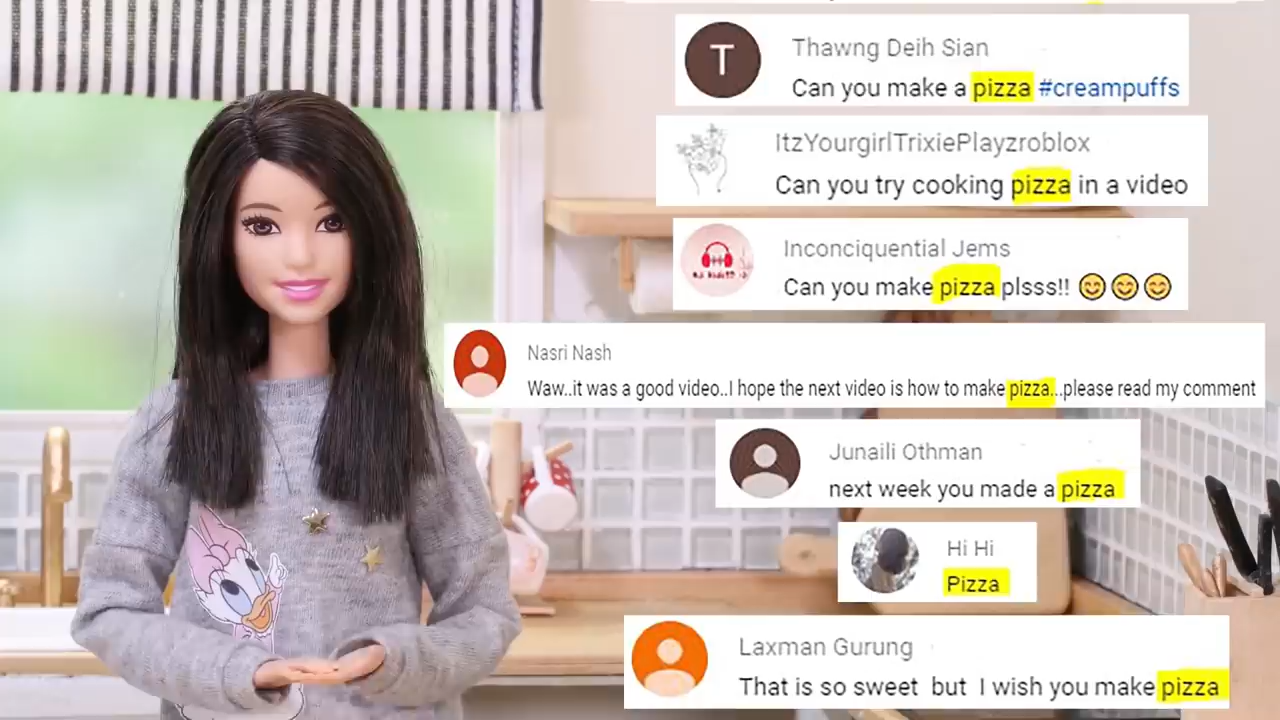 Thawng Deih Sian
Can you make a pizza #creampuffs
ItzYourgirlTrixiePlayzroblox
Can you try cooking pizza in a video
Inconciquential Jems
Can you make pizza plsss!! 😊😊😊
Nasri Nash
Waw..it was a good video..I hope the next video is how to make pizza...please read my comment
Junaili Othman
next week you made a pizza
Hi Hi
Pizza
Laxman Gurung
That is so sweet but I wish you make pizza
T